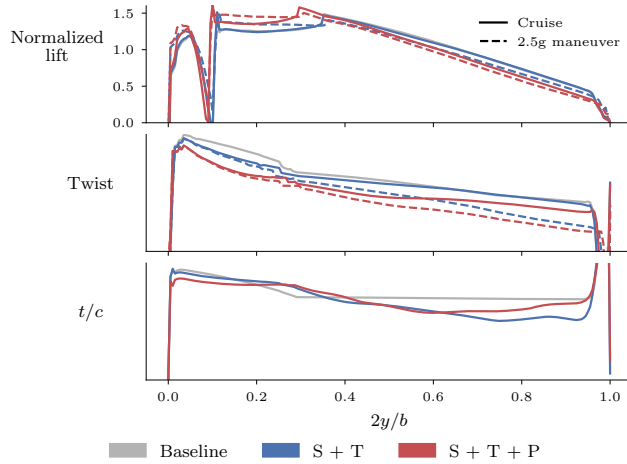 1.5
1.0
0.5
0.0
Normalized
lift
Cruise
2.5g maneuver
Twist
t/c
0.0 0.2 0.4 0.6 0.8 1.0
2y/b
Baseline S + T S + T + P